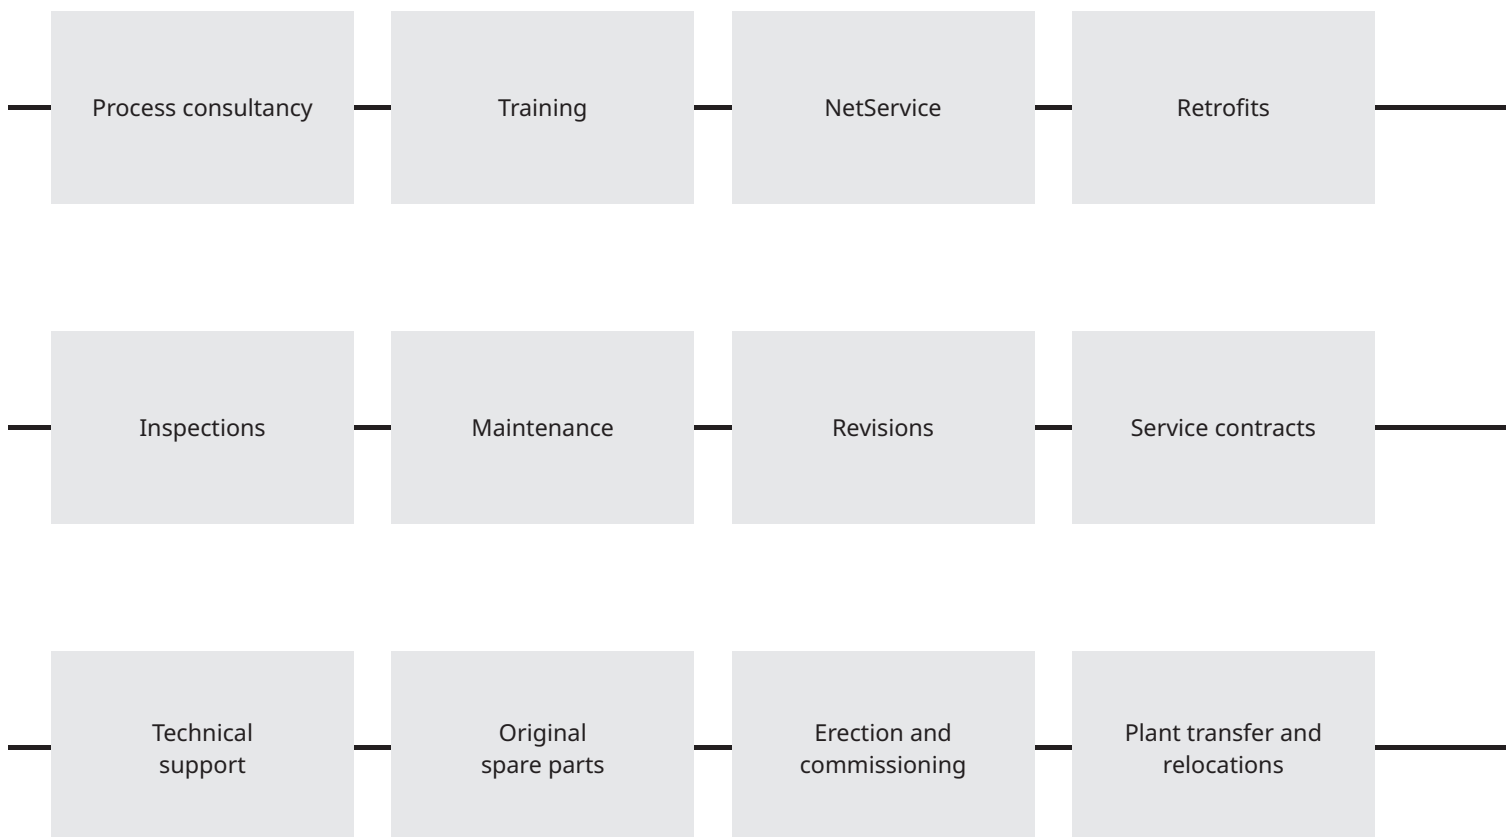 Process consultancy
Training
NetService
Retrofits
Inspections
Maintenance
Revisions
Service contracts
Technical
support
Original
spare parts
Erection and
commissioning
Plant transfer and
relocations